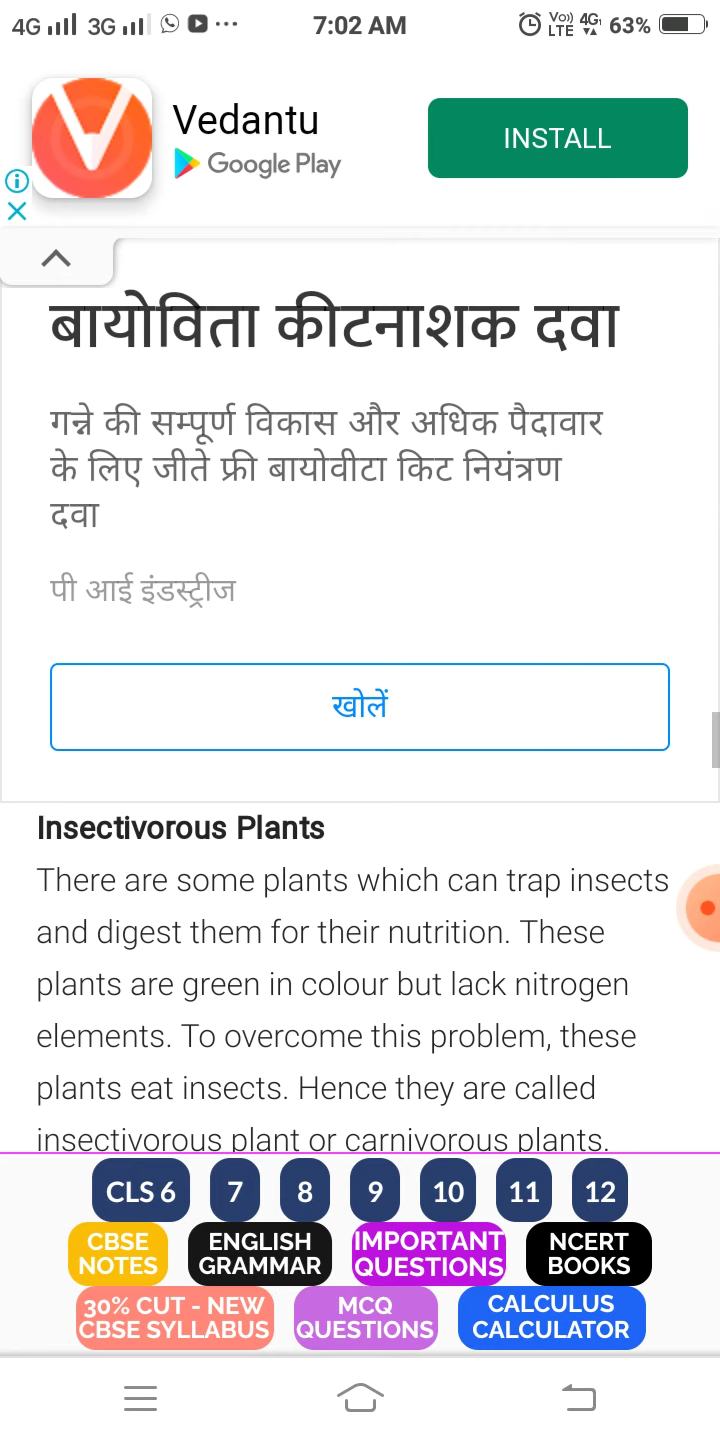 4G 3G 7:02 AM Vo)) LTE 4G 63%
Vedantu
Google Play
INSTALL
बायोविता कीटनाशक दवा
गन्ने की सम्पूर्ण विकास और अधिक पैदावार
के लिए जीते फ्री बायोवीटा किट नियंत्रण
दवा
पी आई इंडस्ट्रीज
खोलें
Insectivorous Plants
There are some plants which can trap insects
and digest them for their nutrition. These
plants are green in colour but lack nitrogen
elements. To overcome this problem, these
plants eat insects. Hence they are called
insectivorous plant or carnivorous plants.
CLS 6 7 8 9 10 11 12
CBSE NOTES
ENGLISH GRAMMAR
IMPORTANT QUESTIONS
NCERT BOOKS
30% CUT - NEW CBSE SYLLABUS
MCQ QUESTIONS
CALCULUS CALCULATOR